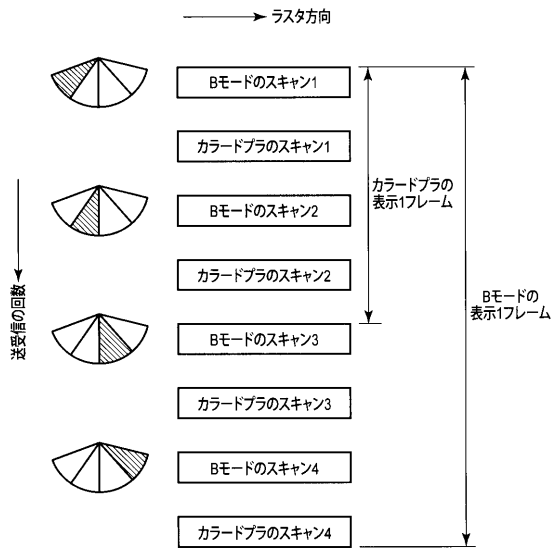 ラスタ方向
Bモードのスキャン1
カラードプラのスキャン1
Bモードのスキャン2
カラードプラのスキャン2
Bモードのスキャン3
カラードプラのスキャン3
Bモードのスキャン4
カラードプラのスキャン4
送受信の回数
カラードプラの
表示1フレーム
Bモードの
表示1フレーム